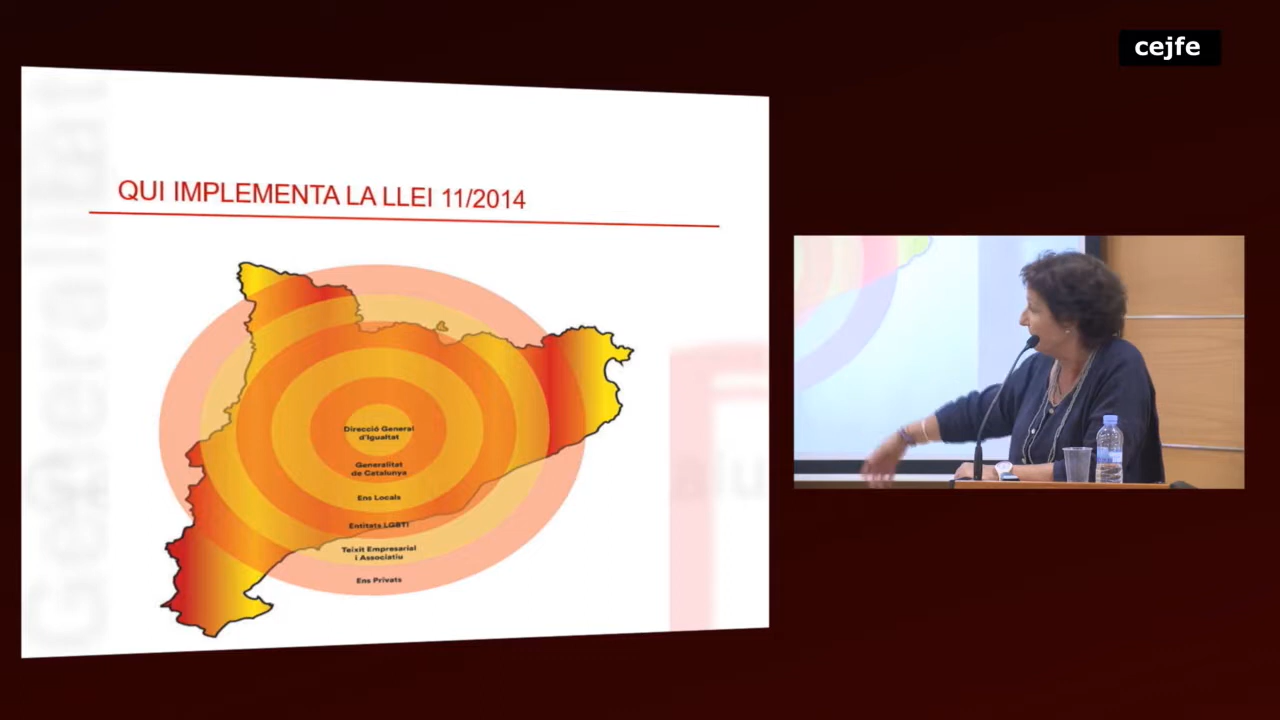 cejfe
Generalitat
QUI IMPLEMENTA LA LLEI 11/2014
Direcció General
d'Igualtat
Generalitat
de Catalunya
Ens Locals
Entitats LGBTI
Teixit Empresarial
i Associatiu
Ens Privats